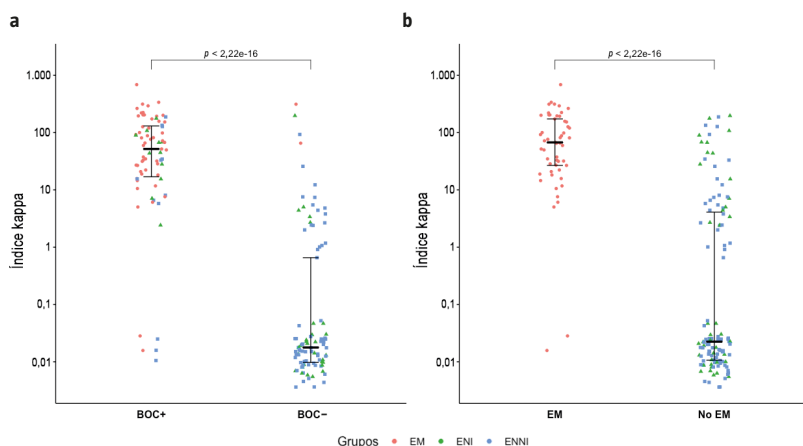 a
p < 2,22e-16
1.000
100
10
1
0,1
0,01
Índice kappa
BOC+
BOC−
b
p < 2,22e-16
1.000
100
10
1
0,1
0,01
Índice kappa
EM
No EM
Grupos EM ENI ENNI